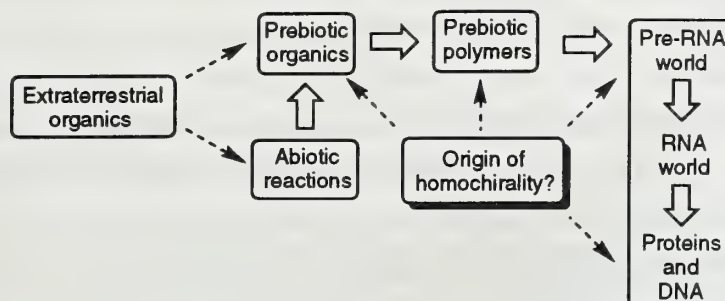 Prebiotic
organics
Prebiotic
polymers
Pre-RNA
world
Extraterrestrial
organics
Abiotic
reactions
Origin of
homochirality?
RNA
world
Proteins
and
DNA